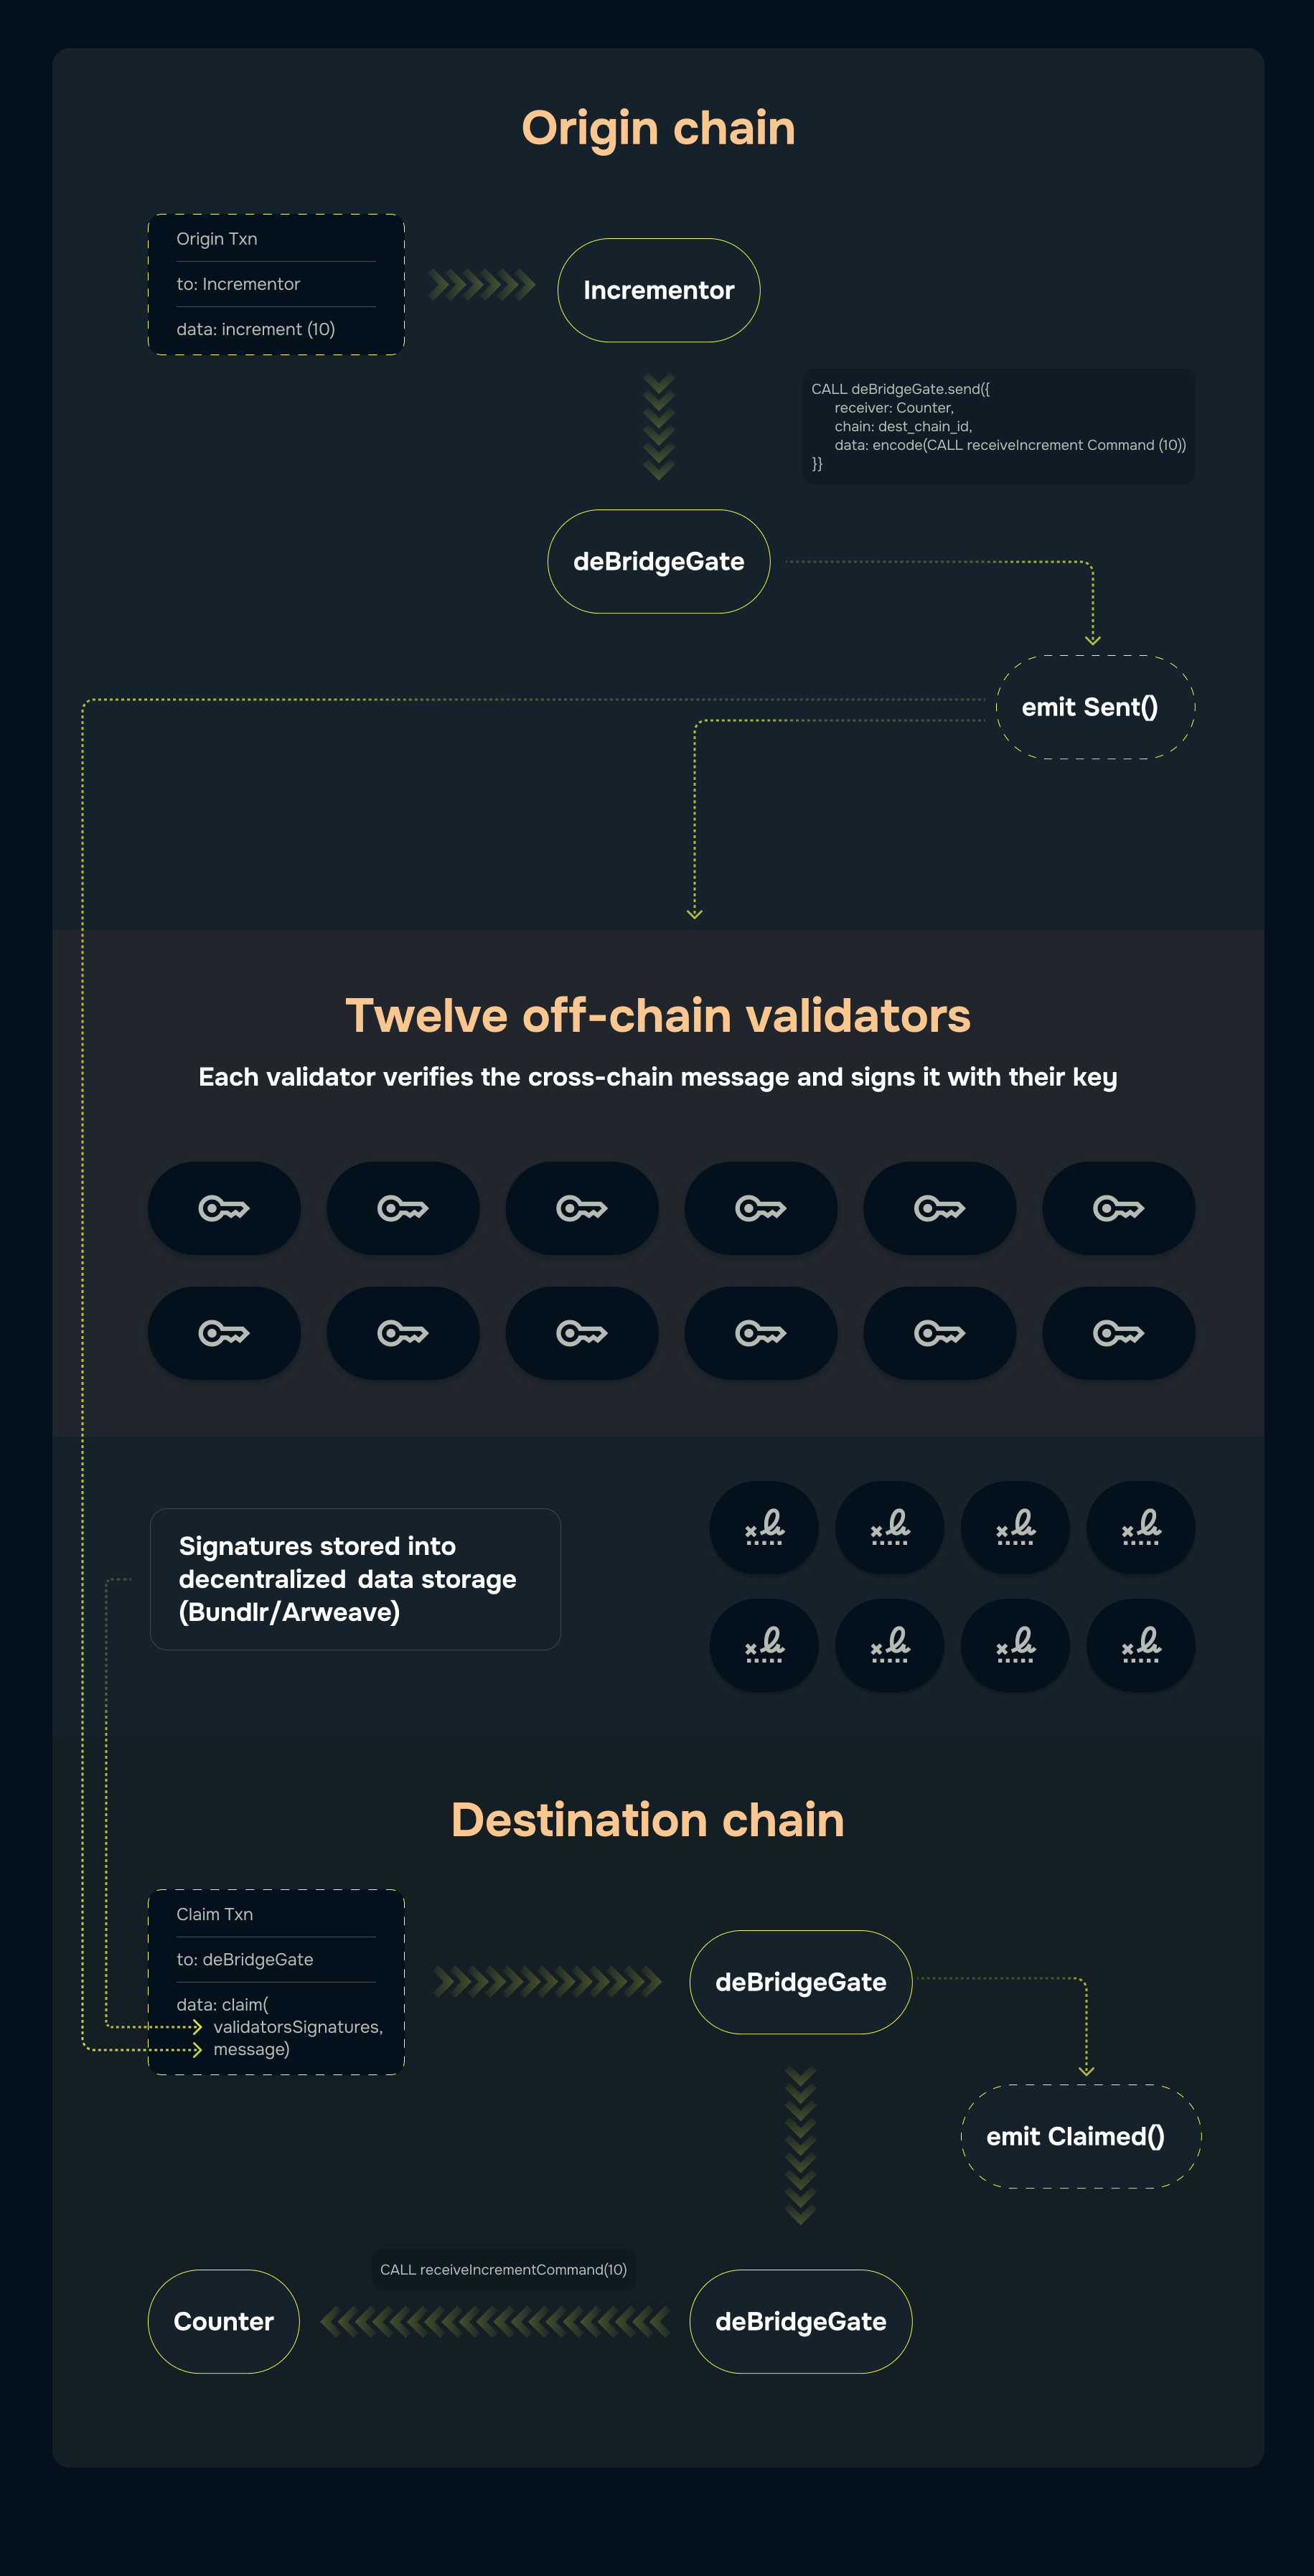 Origin chain
Origin Txn
to: Incrementor
data: increment (10)
Incrementor
CALL deBridgeGate.send({
receiver: Counter,
chain: dest_chain_id,
data: encode(CALL receiveIncrement Command (10))
}}
deBridgeGate
emit Sent()
Twelve off-chain validators
Each validator verifies the cross-chain message and signs it with their key
Signatures stored into
decentralized data storage
(Bundlr/Arweave)
Destination chain
Claim Txn
to: deBridgeGate
data: claim(
validatorsSignatures,
message)
deBridgeGate
emit Claimed()
CALL receiveIncrementCommand(10)
Counter
deBridgeGate